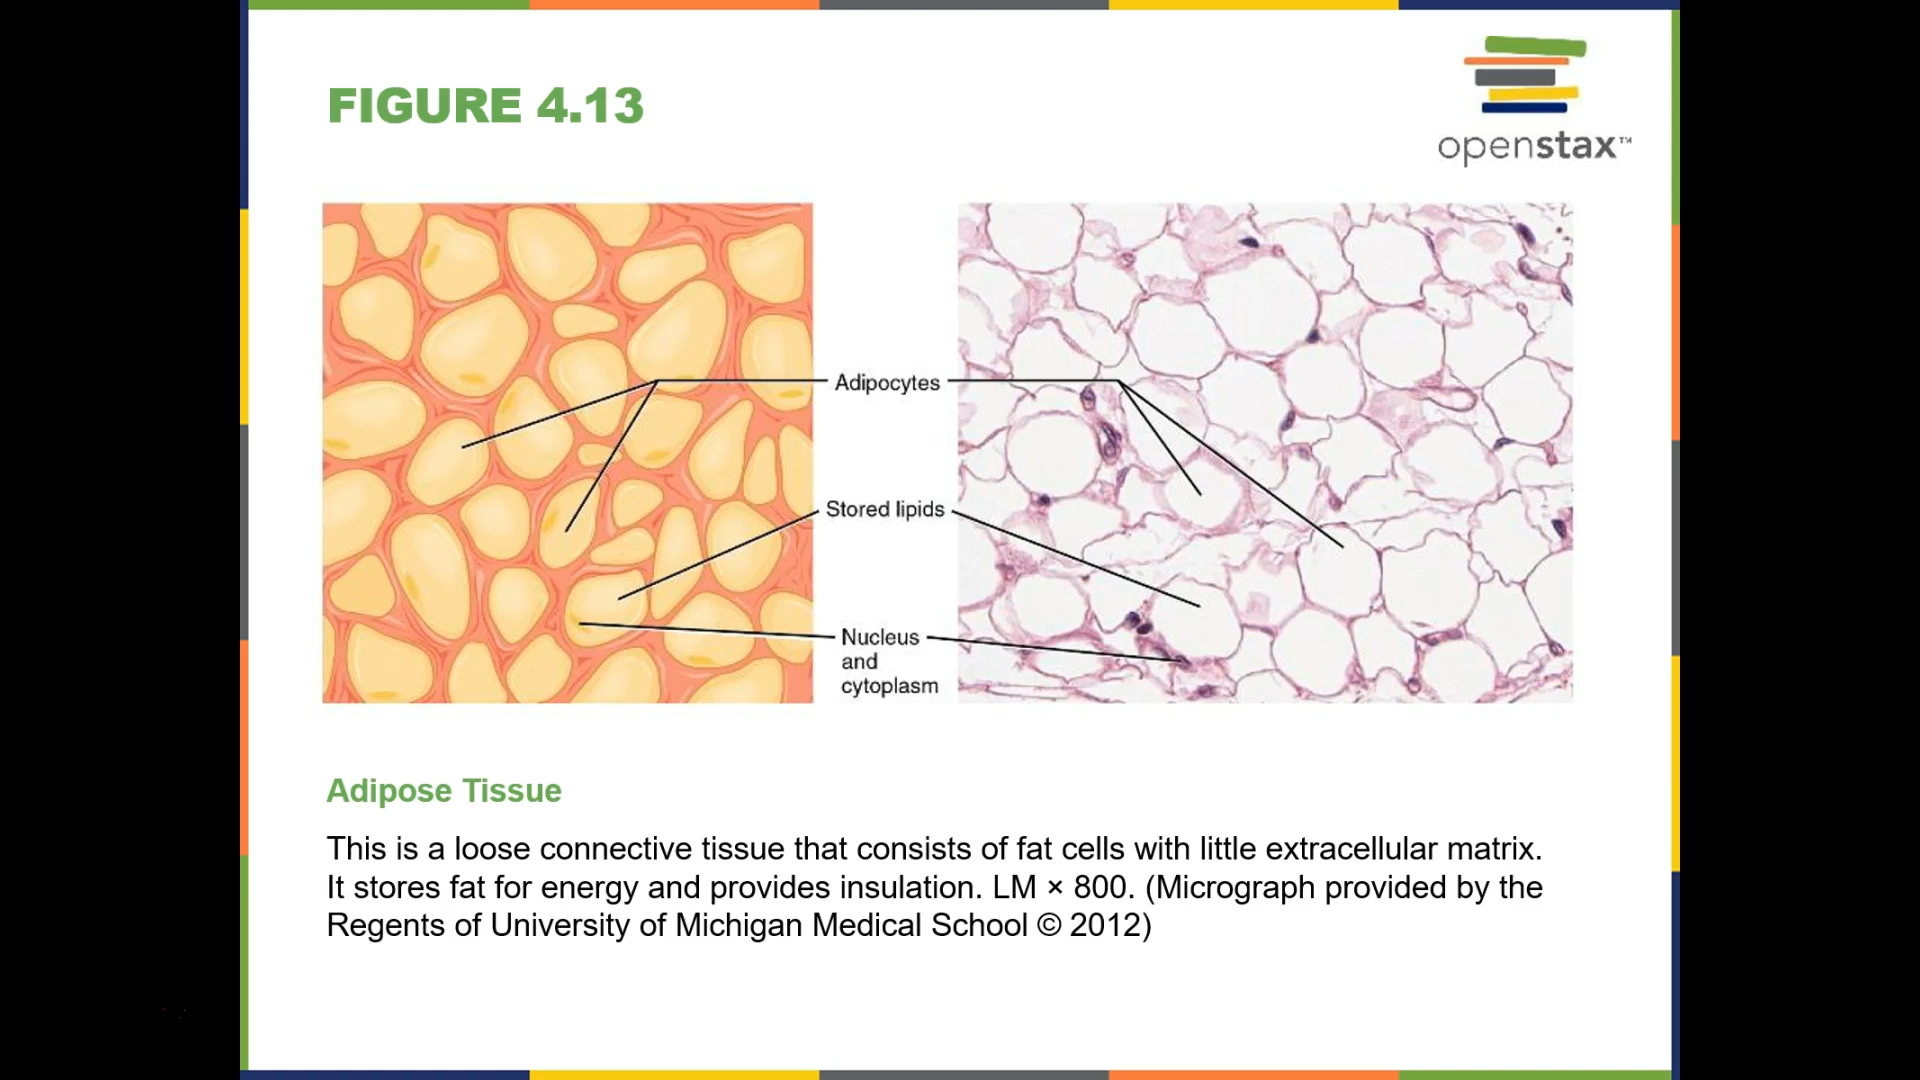 FIGURE 4.13
openstax™
Adipocytes
Stored lipids
Nucleus
and
cytoplasm
Adipose Tissue
This is a loose connective tissue that consists of fat cells with little extracellular matrix.
It stores fat for energy and provides insulation. LM × 800. (Micrograph provided by the
Regents of University of Michigan Medical School © 2012)